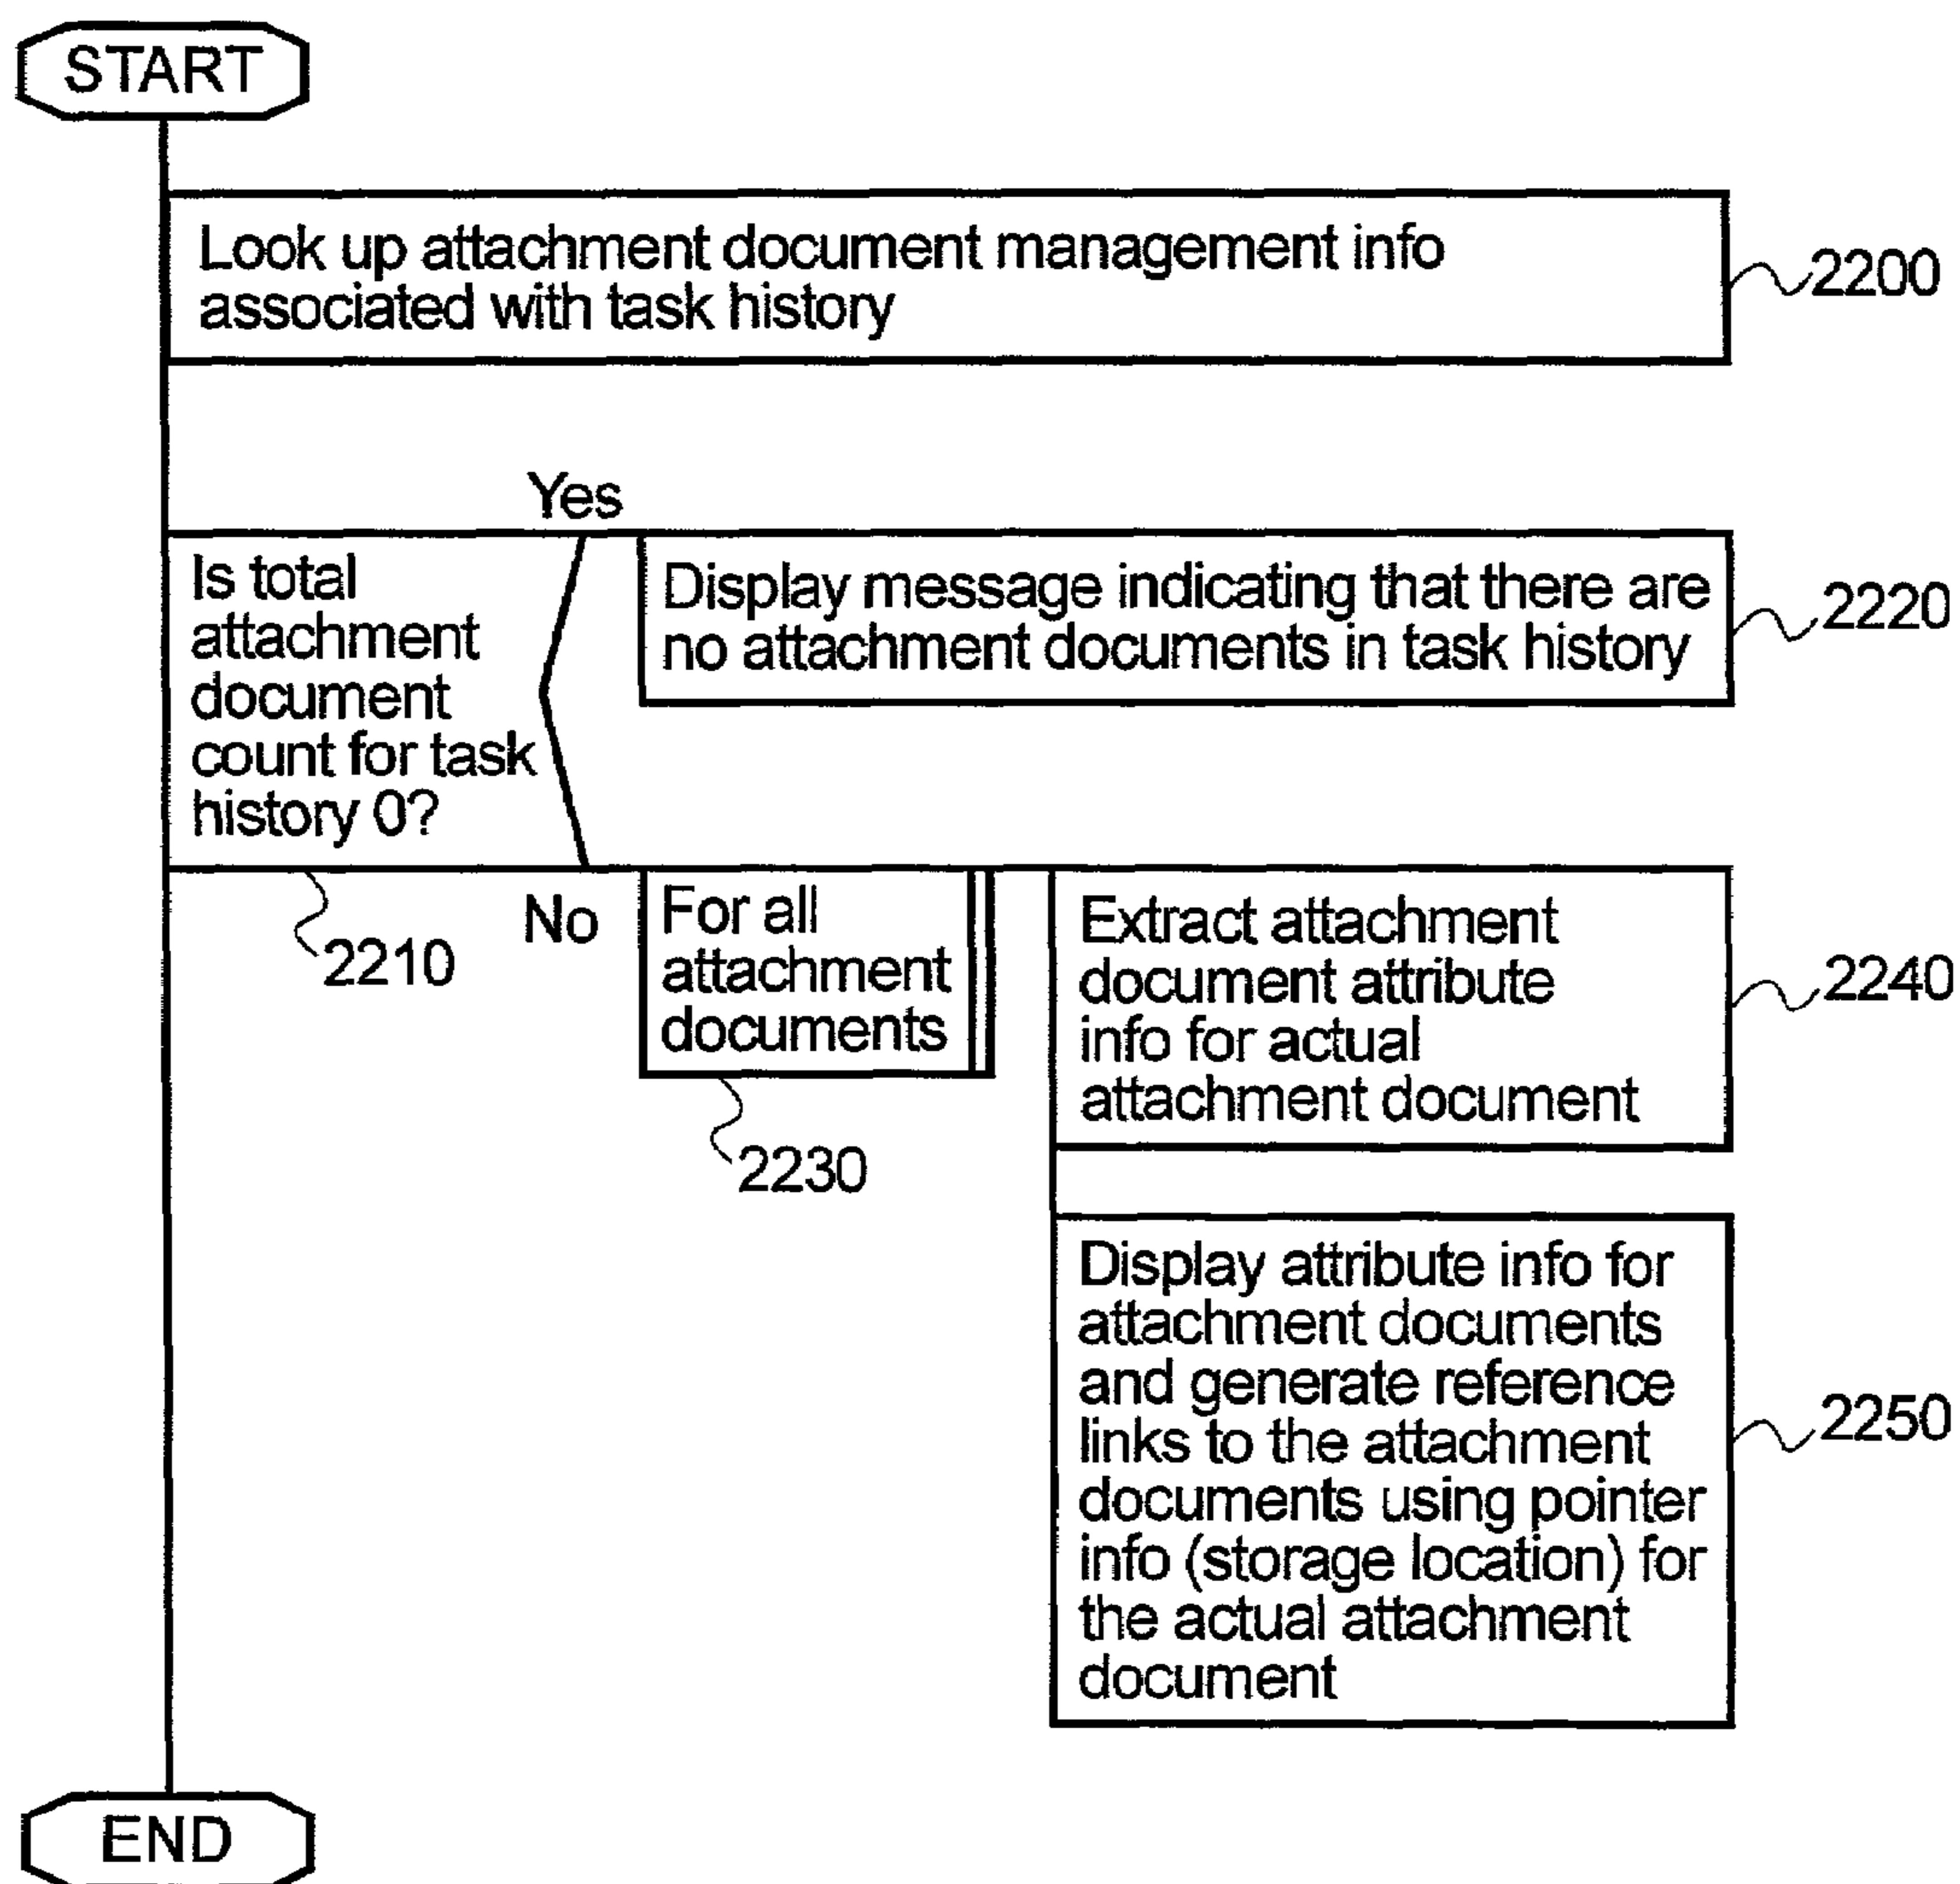 START
Look up attachment document management info
associated with task history
2200
Yes
Is total
attachment
document
count for task
history 0?
2210
Display message indicating that there are
no attachment documents in task history
2220
No
For all
attachment
documents
2230
Extract attachment
document attribute
info for actual
attachment document
2240
Display attribute info for
attachment documents
and generate reference
links to the attachment
documents using pointer
info (storage location) for
the actual attachment
document
2250
END